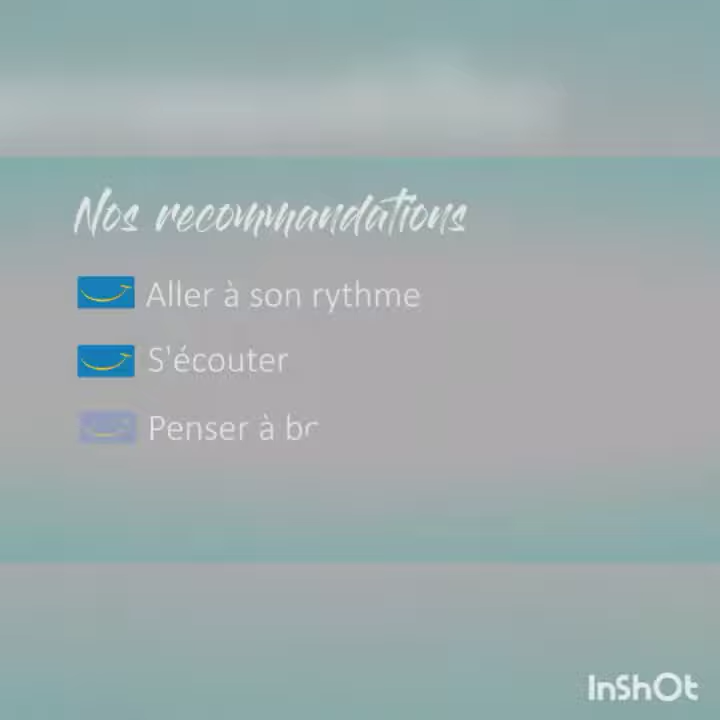 Nos recommandations
Aller à son rythme
S'écouter
Penser à
InShOt